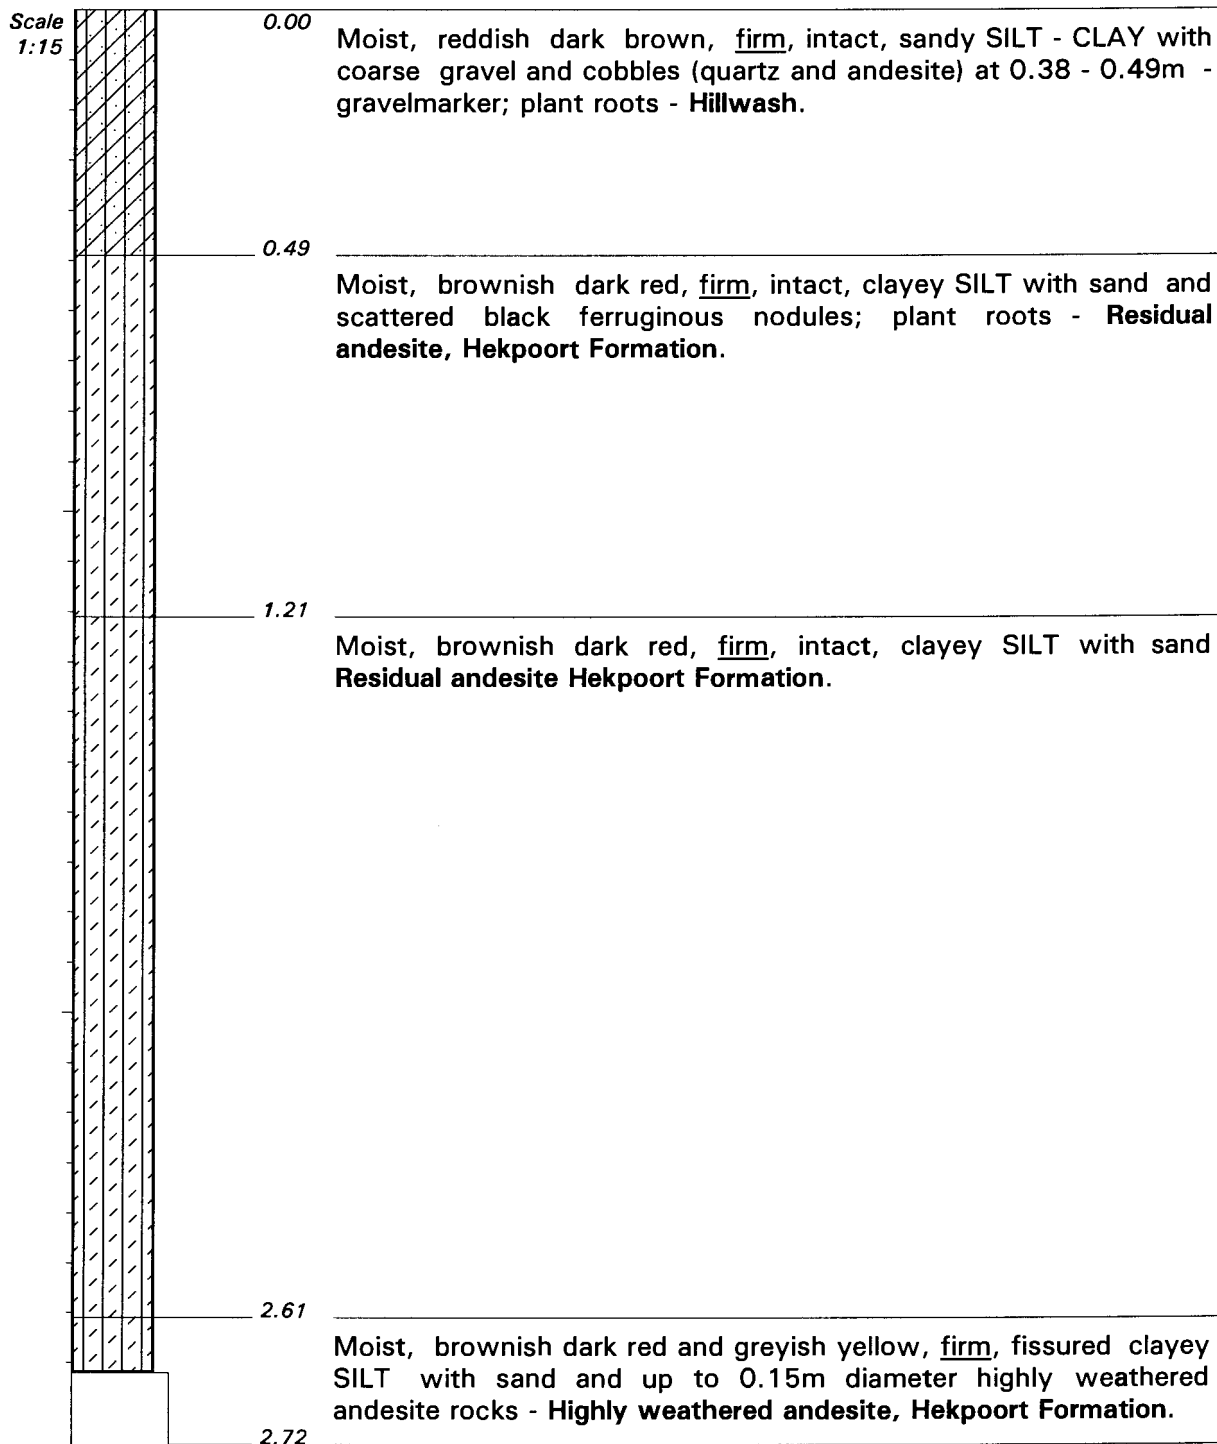 Scale
1:15
0.00
Moist, reddish dark brown, firm, intact, sandy SILT - CLAY with
coarse gravel and cobbles (quartz and andesite) at 0.38 - 0.49m -
gravelmarker; plant roots - Hillwash.
0.49
Moist, brownish dark red, firm, intact, clayey SILT with sand and
scattered black ferruginous nodules; plant roots - Residual
andesite, Hekpoort Formation.
1.21
Moist, brownish dark red, firm, intact, clayey SILT with sand
Residual andesite Hekpoort Formation.
2.61
Moist, brownish dark red and greyish yellow, firm, fissured clayey
SILT with sand and up to 0.15m diameter highly weathered
andesite rocks - Highly weathered andesite, Hekpoort Formation.
2.72